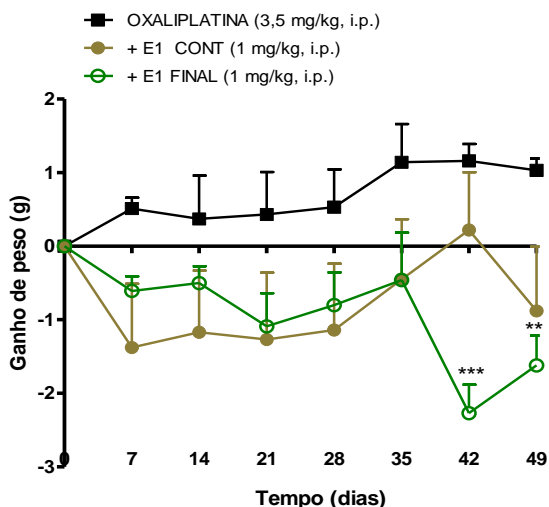 OXALIPLATINA (3,5 mg/kg, i.p.)
+ E1 CONT (1 mg/kg, i.p.)
+ E1 FINAL (1 mg/kg, i.p.)
2
1
0
-1
-2
-3
Ganho de peso (g)
***
**
0 7 14 21 28 35 42 49
Tempo (dias)